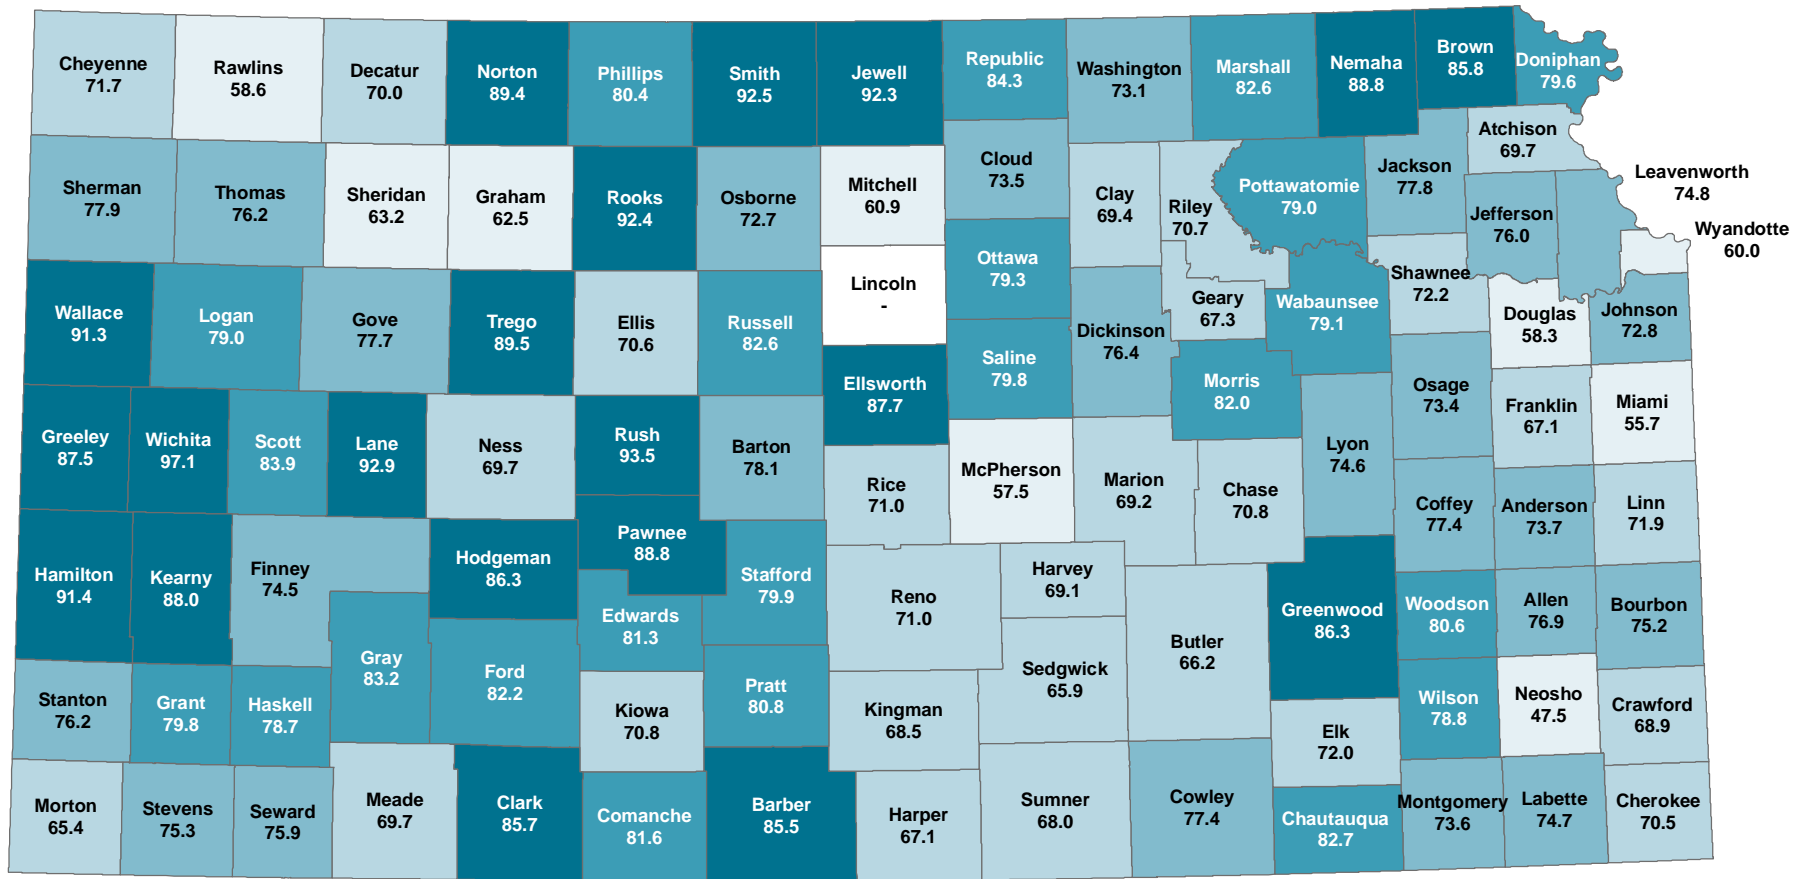 Cheyenne
71.7
Rawlins
58.6
Decatur
70.0
Norton
89.4
Phillips
80.4
Smith
92.5
Jewell
92.3
Republic
84.3
Washington
73.1
Marshall
82.6
Nemaha
88.8
Brown
85.8
Doniphan
79.6
Sherman
77.9
Thomas
76.2
Sheridan
63.2
Graham
62.5
Rooks
92.4
Osborne
72.7
Mitchell
60.9
Cloud
73.5
Clay
69.4
Riley
70.7
Pottawatomie
79.0
Jackson
77.8
Atchison
69.7
Jefferson
76.0
Leavenworth
74.8
Wyandotte
60.0
Wallace
91.3
Logan
79.0
Gove
77.7
Trego
89.5
Ellis
70.6
Russell
82.6
Lincoln
-
Ottawa
79.3
Saline
79.8
Dickinson
76.4
Geary
67.3
Wabaunsee
79.1
Shawnee
72.2
Douglas
58.3
Johnson
72.8
Greeley
87.5
Wichita
97.1
Scott
83.9
Lane
92.9
Ness
69.7
Rush
93.5
Barton
78.1
Ellsworth
87.7
Rice
71.0
McPherson
57.5
Marion
69.2
Morris
82.0
Chase
70.8
Lyon
74.6
Osage
73.4
Franklin
67.1
Miami
55.7
Coffey
77.4
Anderson
73.7
Linn
71.9
Hamilton
91.4
Kearny
88.0
Finney
74.5
Hodgeman
86.3
Pawnee
88.8
Edwards
81.3
Stafford
79.9
Reno
71.0
Harvey
69.1
Butler
66.2
Greenwood
86.3
Woodson
80.6
Allen
76.9
Bourbon
75.2
Stanton
76.2
Grant
79.8
Haskell
78.7
Gray
83.2
Ford
82.2
Kiowa
70.8
Pratt
80.8
Kingman
68.5
Sedgwick
65.9
Elk
72.0
Wilson
78.8
Neosho
47.5
Crawford
68.9
Morton
65.4
Stevens
75.3
Seward
75.9
Meade
69.7
Clark
85.7
Comanche
81.6
Barber
85.5
Harper
67.1
Sumner
68.0
Cowley
77.4
Chautauqua
82.7
Montgomery
73.6
Labette
74.7
Cherokee
70.5